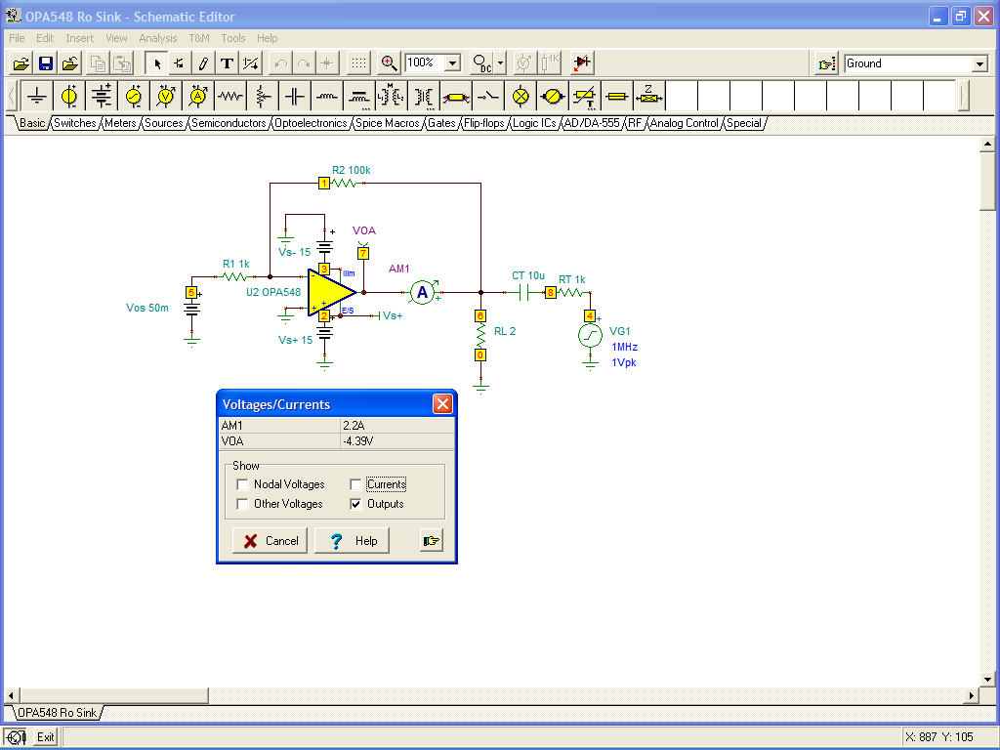 OPA548 Ro Sink - Schematic Editor
File Edit Insert View Analysis T&M Tools Help
T 100% DC 1K Ground
V A M Z
Basic Switches Meters Sources Semiconductors Optoelectronics Spice Macros Gates Flip-flops Logic ICs AD/DA-555 RF Analog Control Special
R2 100k
1
VOA
+
Vs- 15
7
R1 1k
3
Ilim
AM1
CT 10u
RT 1k
U2 OPA548
A
8
5
+
Vos 50m
2
E/S
Vs+
6
4
+
Vs+ 15
RL 2
VG1
1MHz
1Vpk
0
Voltages/Currents
AM1 2.2A
VOA -4.39V
Show
Nodal Voltages Currents
Other Voltages Outputs
Cancel ? Help
OPA548 Ro Sink
Exit X: 887 Y: 105